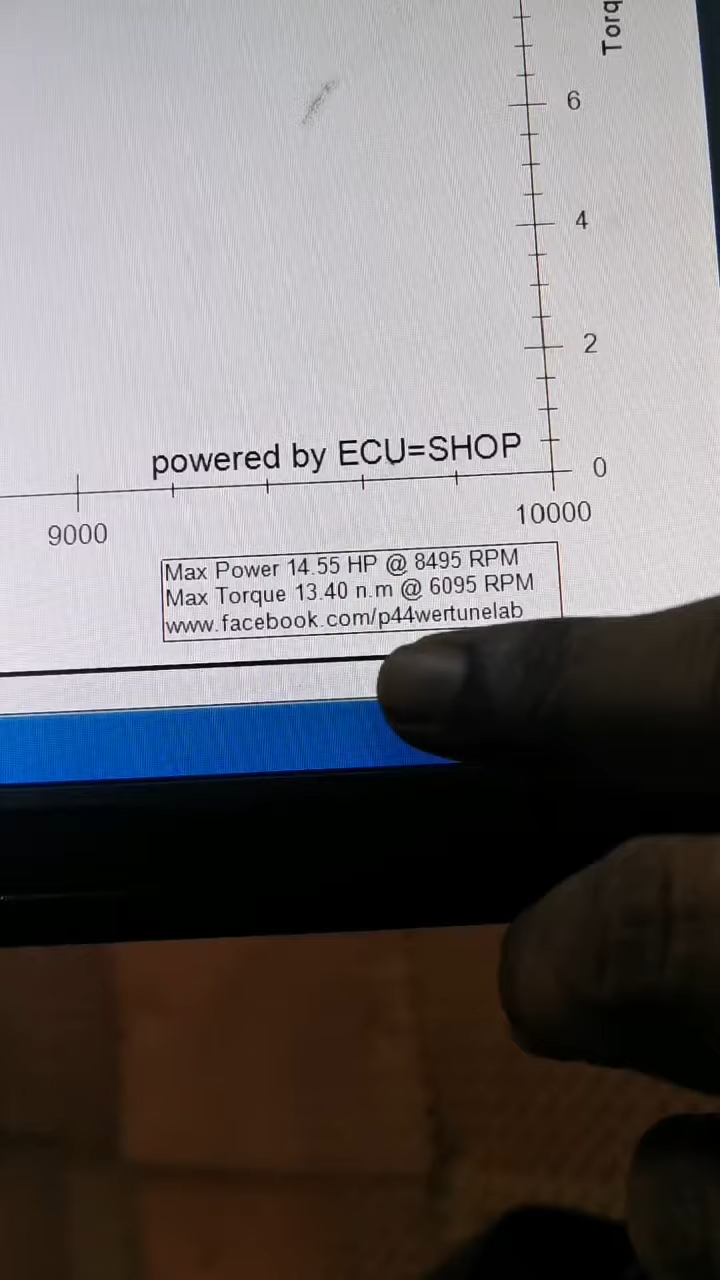 Torq
6
4
2
0
powered by ECU=SHOP
9000
10000
Max Power 14.55 HP @ 8495 RPM
Max Torque 13.40 n.m @ 6095 RPM
www.facebook.com/p44wertunelab